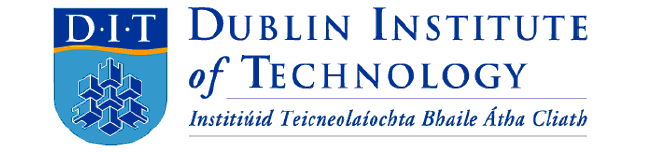 D·I·T
DUBLIN INSTITUTE
of TECHNOLOGY
Institiúid Teicneolaíochta Bhaile Átha Cliath